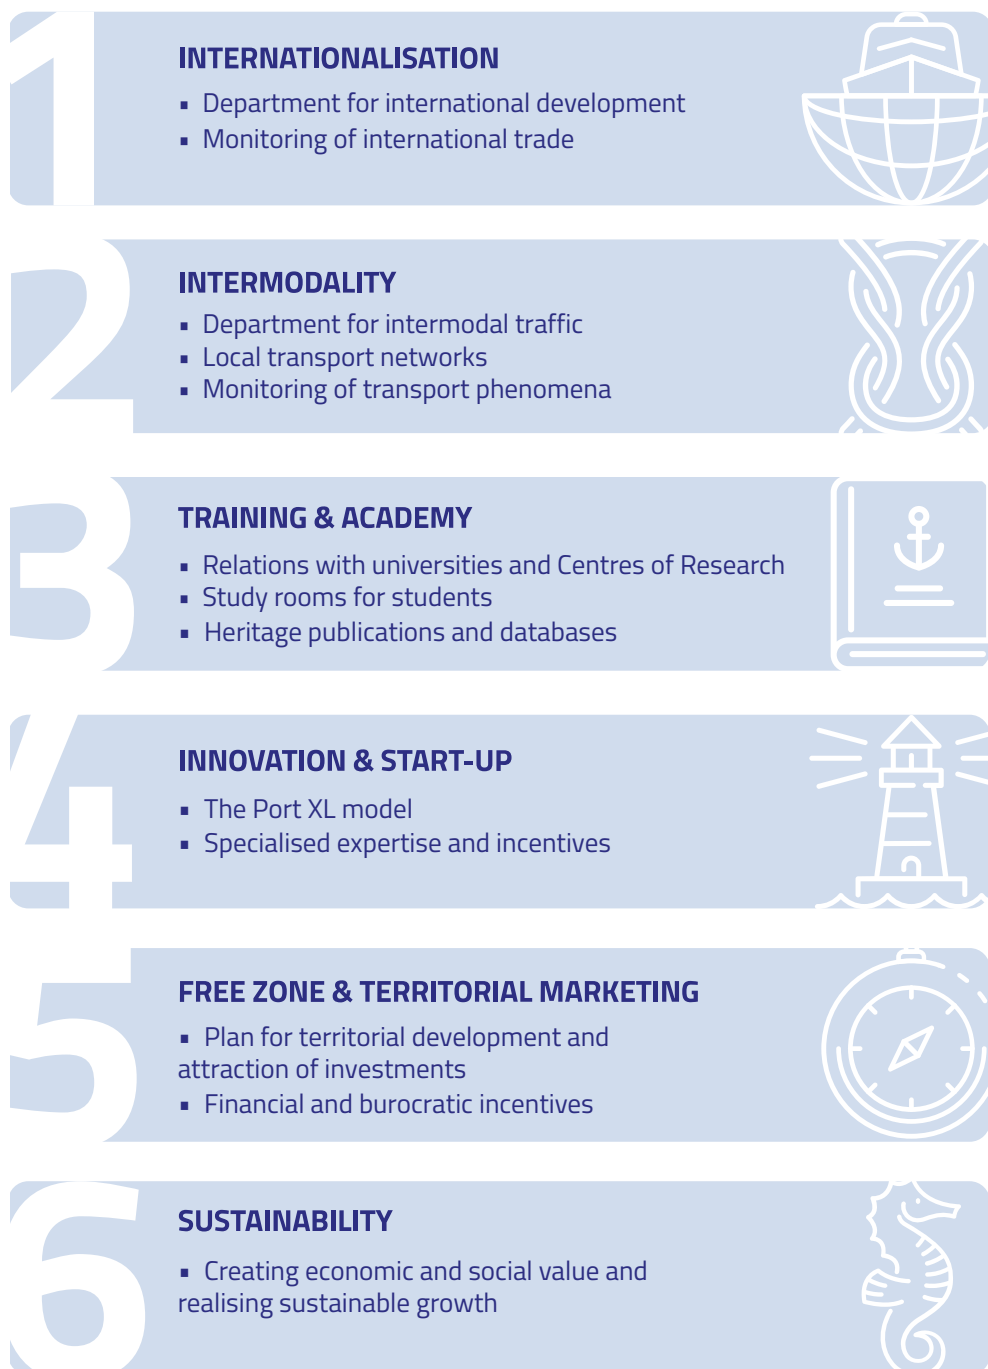 1
INTERNATIONALISATION
▪ Department for international development
▪ Monitoring of international trade
2
INTERMODALITY
▪ Department for intermodal traffic
▪ Local transport networks
▪ Monitoring of transport phenomena
3
TRAINING & ACADEMY
▪ Relations with universities and Centres of Research
▪ Study rooms for students
▪ Heritage publications and databases
4
INNOVATION & START-UP
▪ The Port XL model
▪ Specialised expertise and incentives
5
FREE ZONE & TERRITORIAL MARKETING
▪ Plan for territorial development and
attraction of investments
▪ Financial and burocratic incentives
6
SUSTAINABILITY
▪ Creating economic and social value and
realising sustainable growth